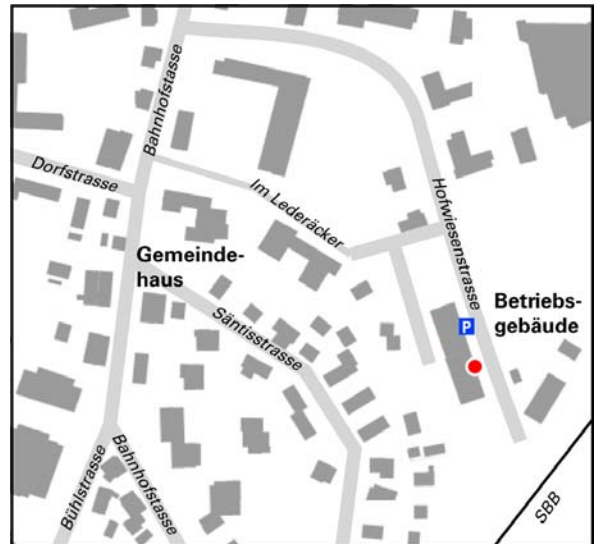 Bahnhofstasse
Dorfstrasse
Im Lederäcker
Hofwiesenstrasse
Gemeinde-
haus
Säntisstrasse
Betriebs-
gebäude
P
Bühlstrasse
Bahnhofstasse
SBB